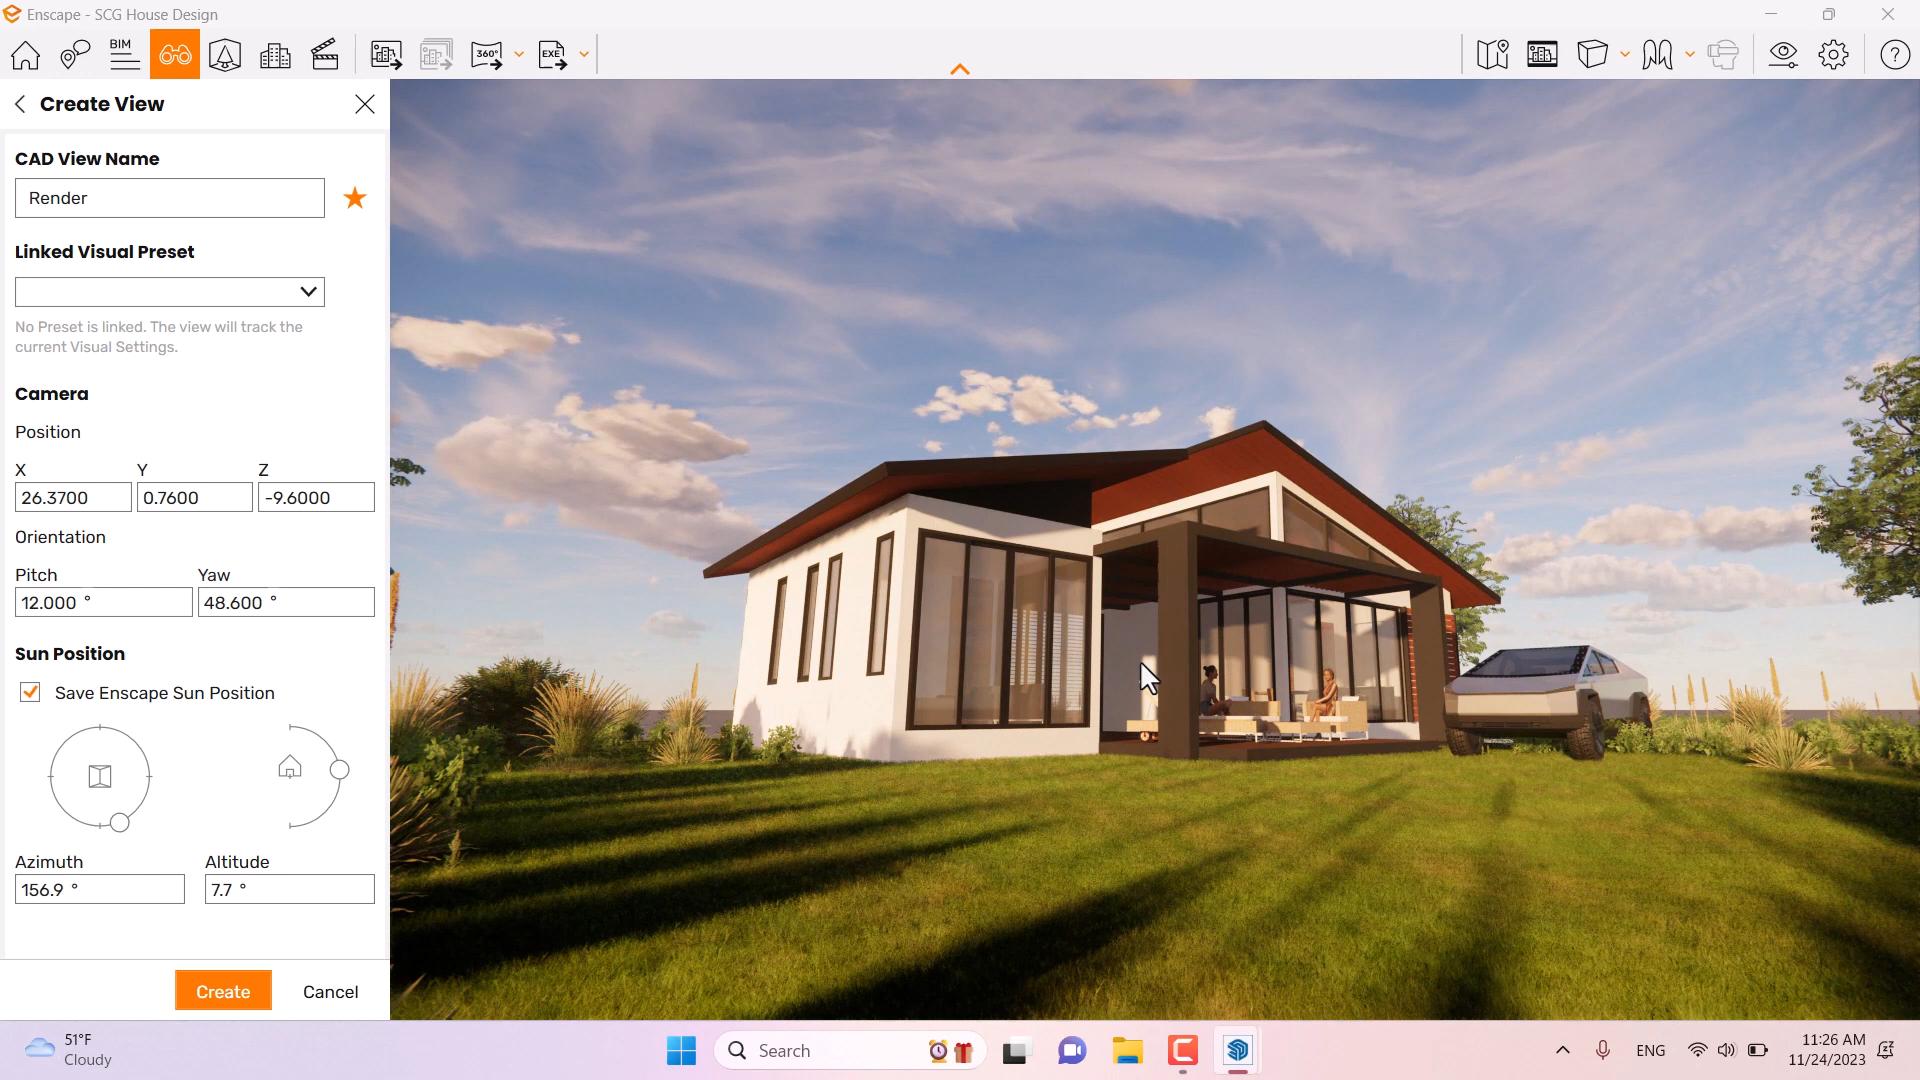 Enscape - SCG House Design
BIM
360°
EXE
Create View
CAD View Name
Render
Linked Visual Preset
No Preset is linked. The view will track the
current Visual Settings.
Camera
Position
X Y Z
26.3700 0.7600 -9.6000
Orientation
Pitch Yaw
12.000 ° 48.600 °
Sun Position
Save Enscape Sun Position
Azimuth Altitude
156.9 ° 7.7 °
Create Cancel
51°F
Cloudy
Search
ENG
11:26 AM
11/24/2023